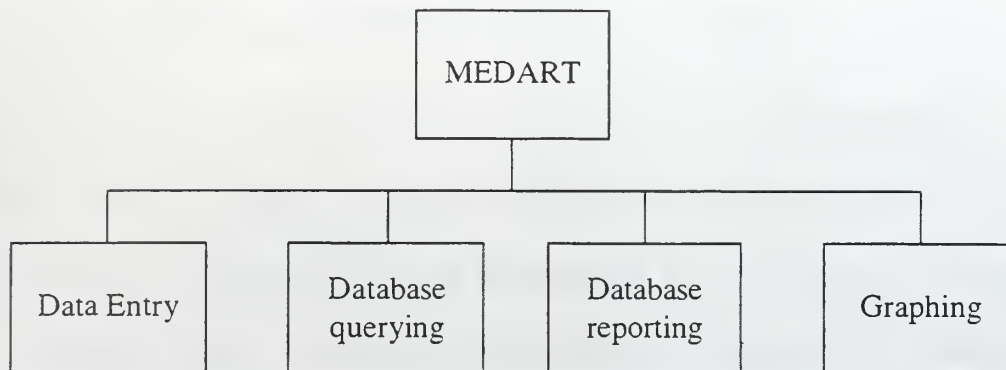 MEDART
Data Entry
Database
querying
Database
reporting
Graphing